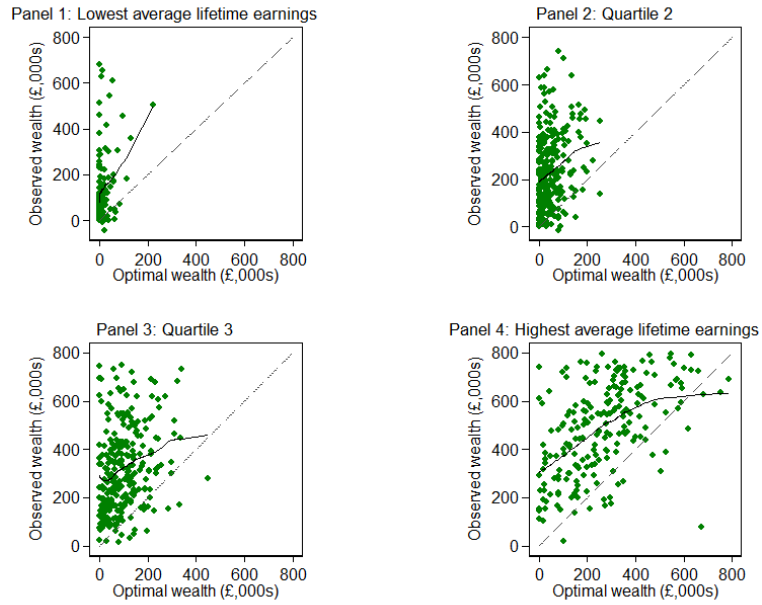 Panel 1: Lowest average lifetime earnings
Observed wealth (£,000s)
800
600
400
200
0
0 200 400 600 800
Optimal wealth (£,000s)
Panel 2: Quartile 2
Observed wealth (£,000s)
800
600
400
200
0
0 200 400 600 800
Optimal wealth (£,000s)
Panel 3: Quartile 3
Observed wealth (£,000s)
800
600
400
200
0
0 200 400 600 800
Optimal wealth (£,000s)
Panel 4: Highest average lifetime earnings
Observed wealth (£,000s)
800
600
400
200
0
0 200 400 600 800
Optimal wealth (£,000s)